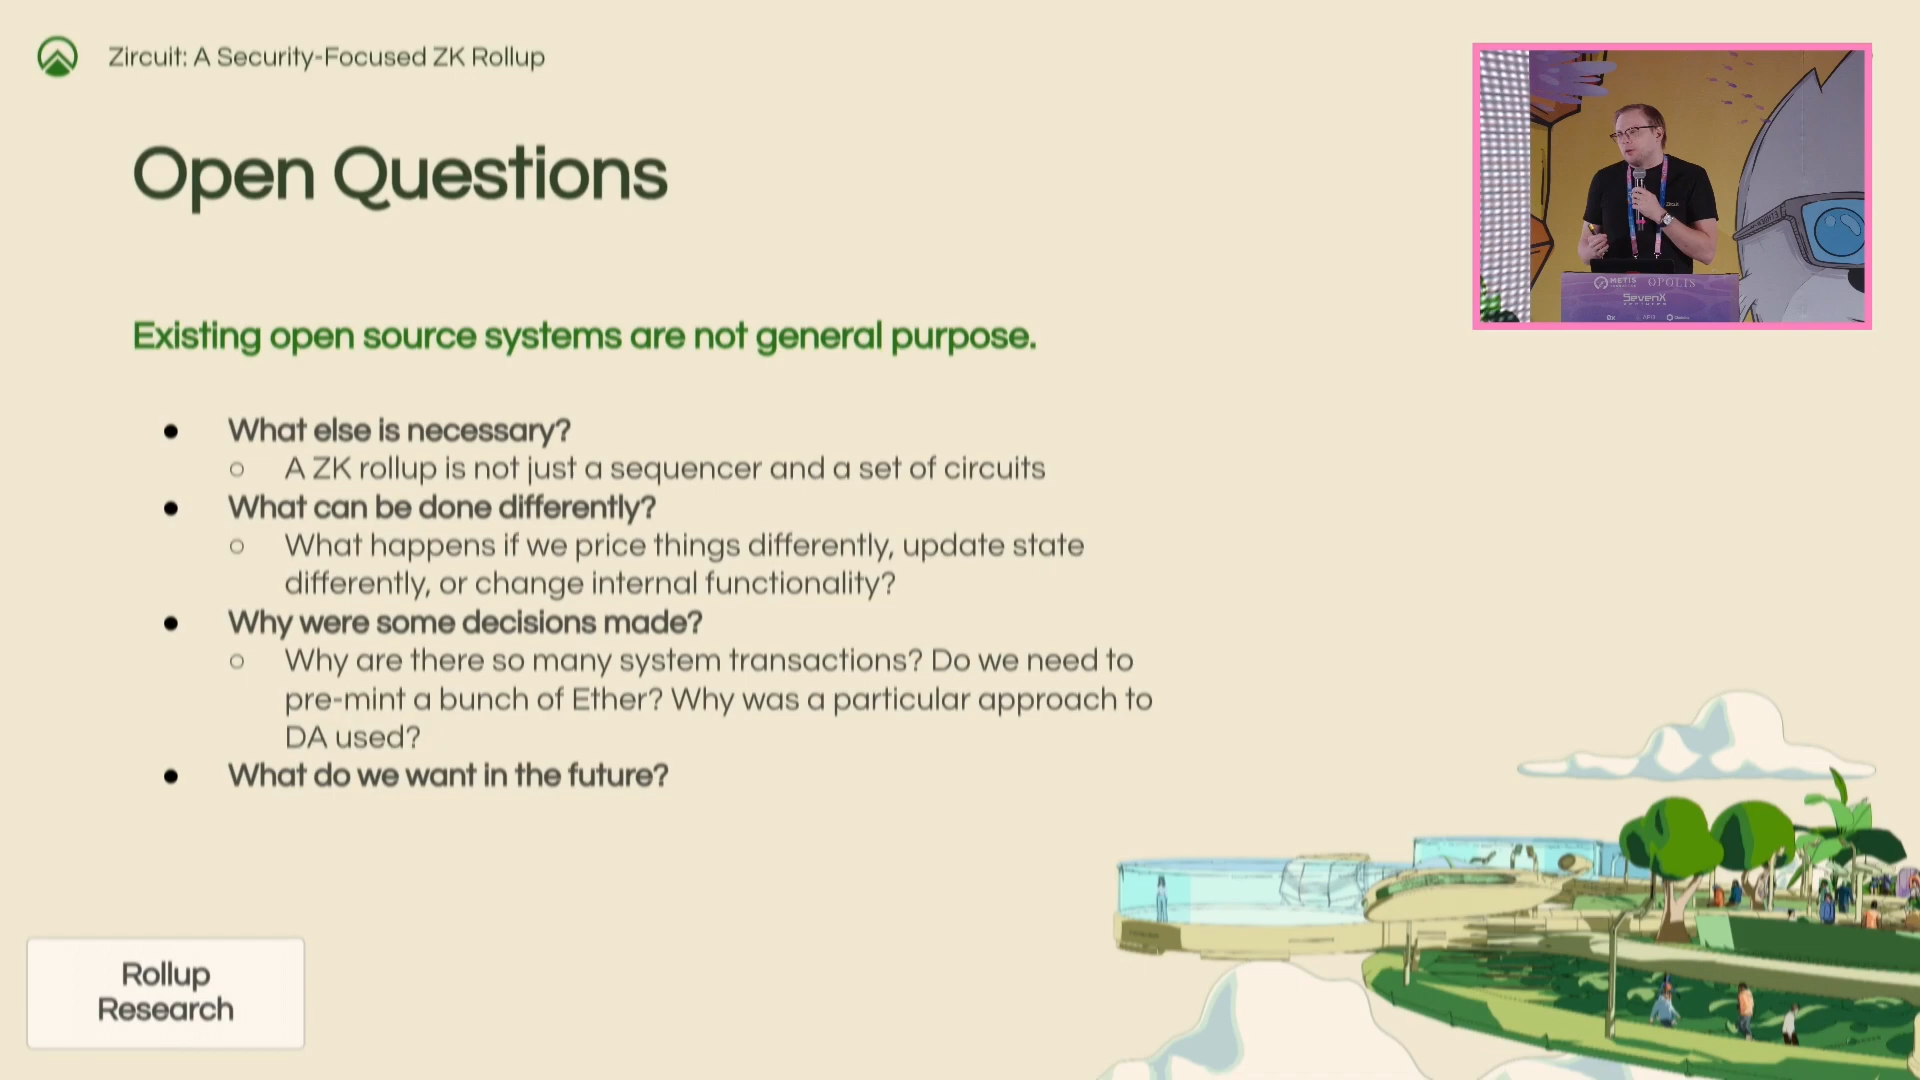 Zircuit: A Security-Focused ZK Rollup
Open Questions
Existing open source systems are not general purpose.
What else is necessary?
A ZK rollup is not just a sequencer and a set of circuits
What can be done differently?
What happens if we price things differently, update state
differently, or change internal functionality?
Why were some decisions made?
Why are there so many system transactions? Do we need to
pre-mint a bunch of Ether? Why was a particular approach to
DA used?
What do we want in the future?
Rollup
Research
METIS OPOLIS
SevenX
0x API3